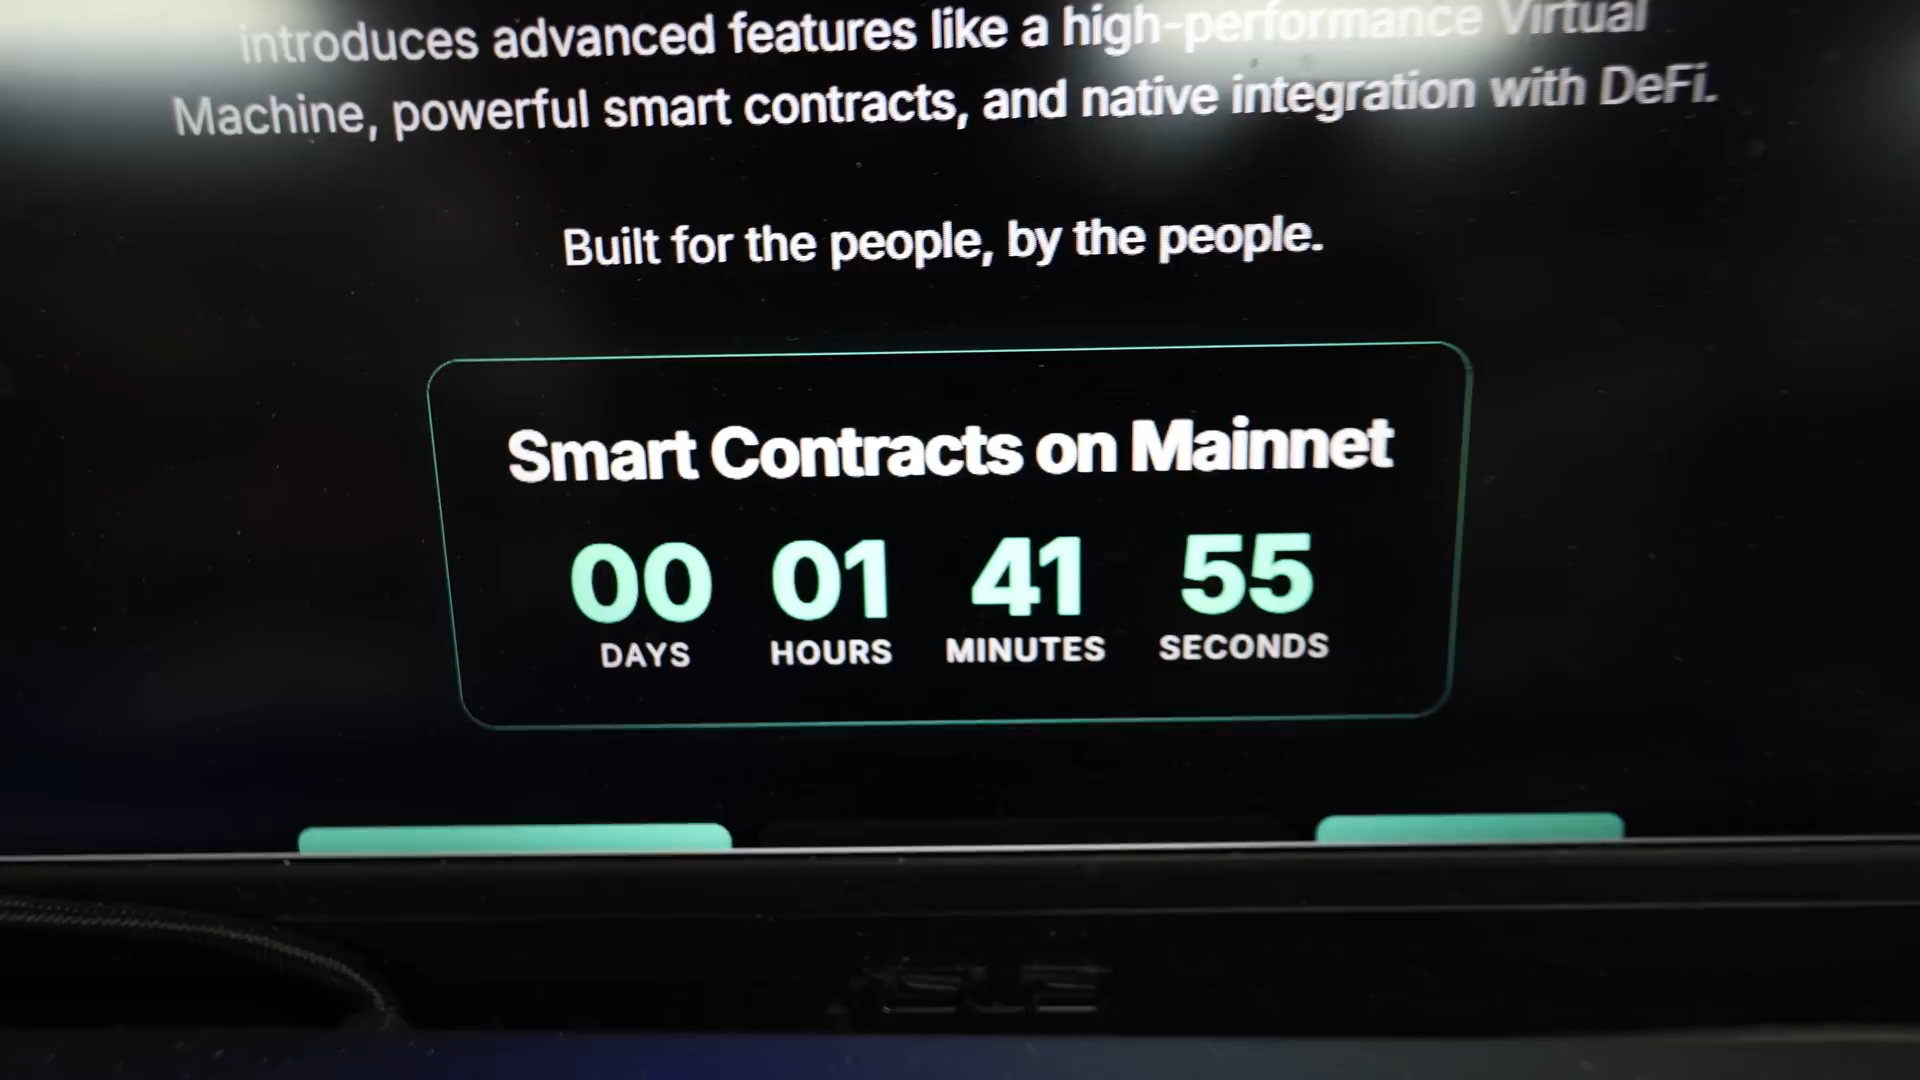 introduces advanced features like a high-performance Virtual
Machine, powerful smart contracts, and native integration with DeFi.
Built for the people, by the people.
Smart Contracts on Mainnet
00 01 41 55
DAYS HOURS MINUTES SECONDS